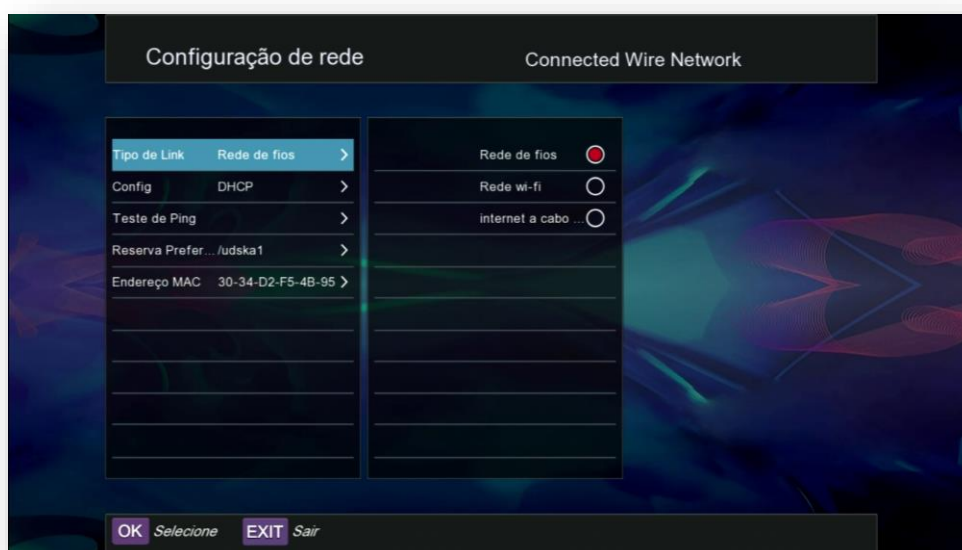 Configuração de rede
Connected Wire Network
Tipo de Link Rede de fios >
Config DHCP >
Teste de Ping >
Reserva Prefer... /udska1 >
Endereço MAC 30-34-D2-F5-4B-95 >
Rede de fios
Rede wi-fi
internet a cabo ...
OK Selecione EXIT Sair